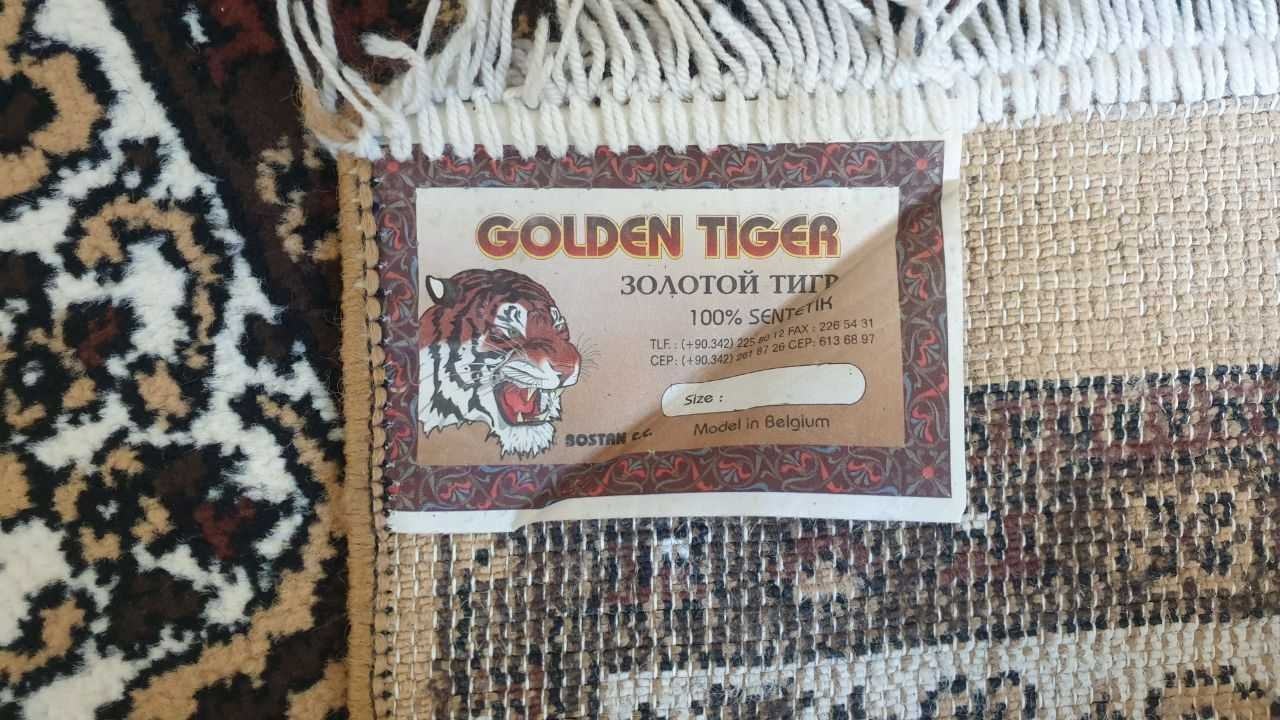 GOLDEN TIGER
ЗОЛОТОЙ ТИГР
100% SENTETIK
TLF. : (+90.342) 225 80 12 FAX : 226 54 31
CEP: (+90.342) 261 87 26 CEP: 613 68 97
Size :
Model in Belgium
BOSTAN